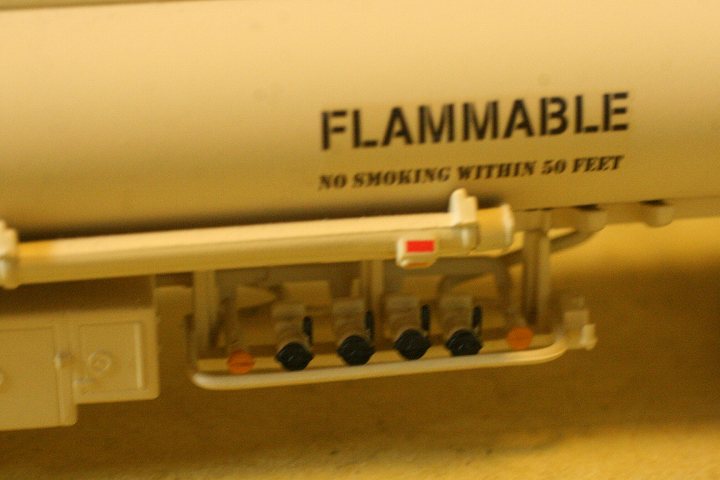 FLAMMABLE
NO SMOKING WITHIN 50 FEET